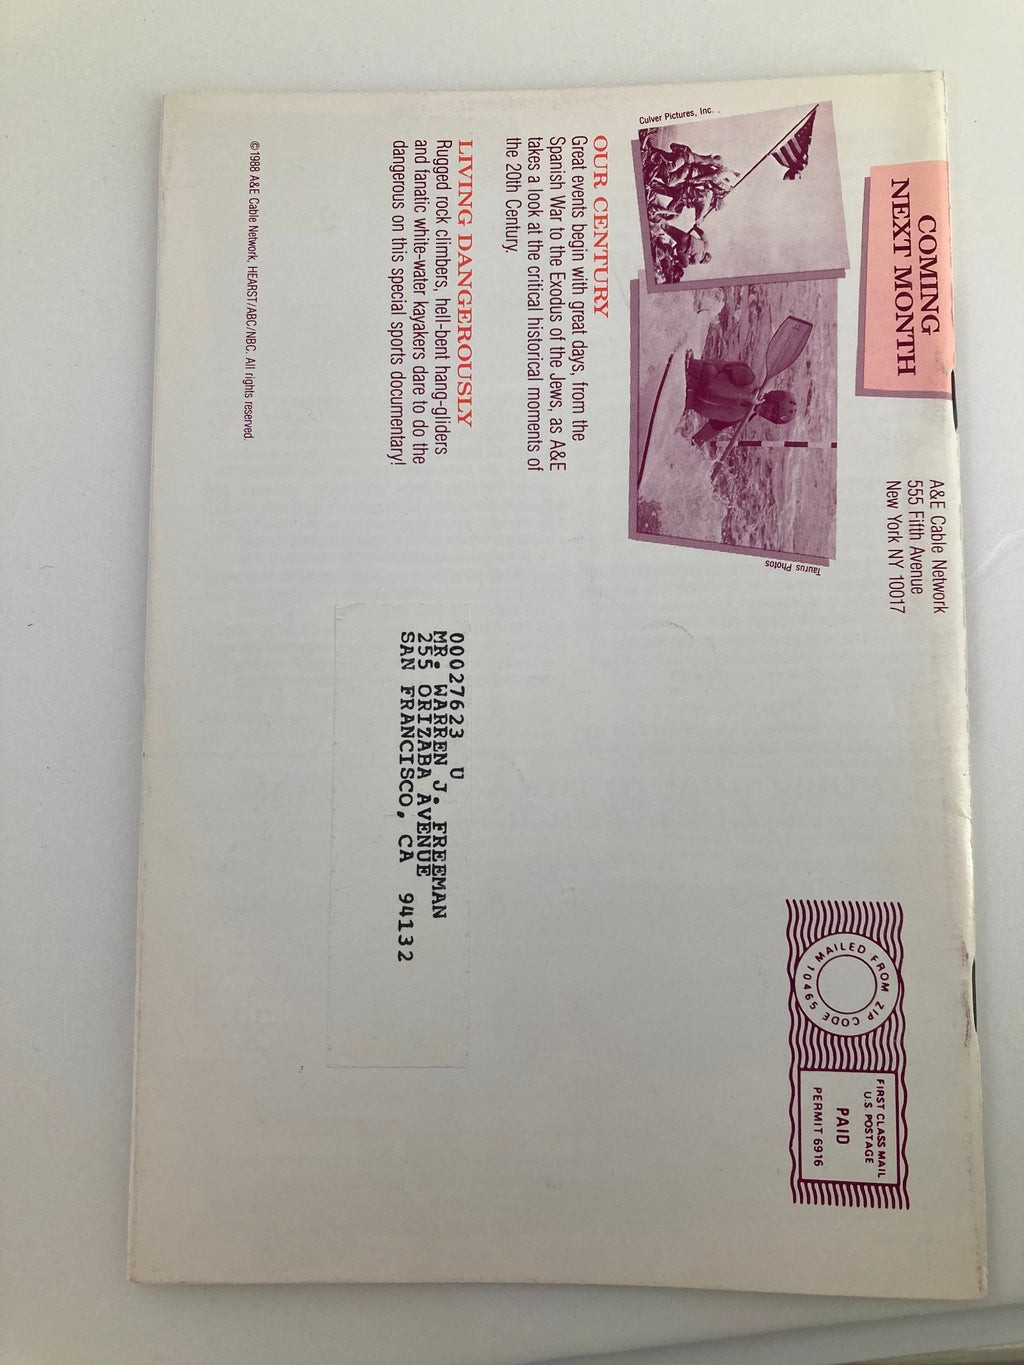 COMING
NEXT MONTH
A&E Cable Network
555 Fifth Avenue
New York NY 10017
MAILED FROM ZIP CODE 10465
FIRST CLASS MAIL
U.S. POSTAGE
PAID
PERMIT 6916
Culver Pictures, Inc.
Taurus Photos
OUR CENTURY
Great events begin with great days, from the
Spanish War to the Exodus of the Jews, as A&E
takes a look at the critical historical moments of
the 20th Century.
LIVING DANGEROUSLY
Rugged rock climbers, hell-bent hang-gliders
and fanatic white-water kayakers dare to do the
dangerous on this special sports documentary!
00027623 U
MR. WARREN J. FREEMAN
255 ORIZABA AVENUE
SAN FRANCISCO, CA 94132
©1988 A&E Cable Network, HEARST/ABC/NBC. All rights reserved.